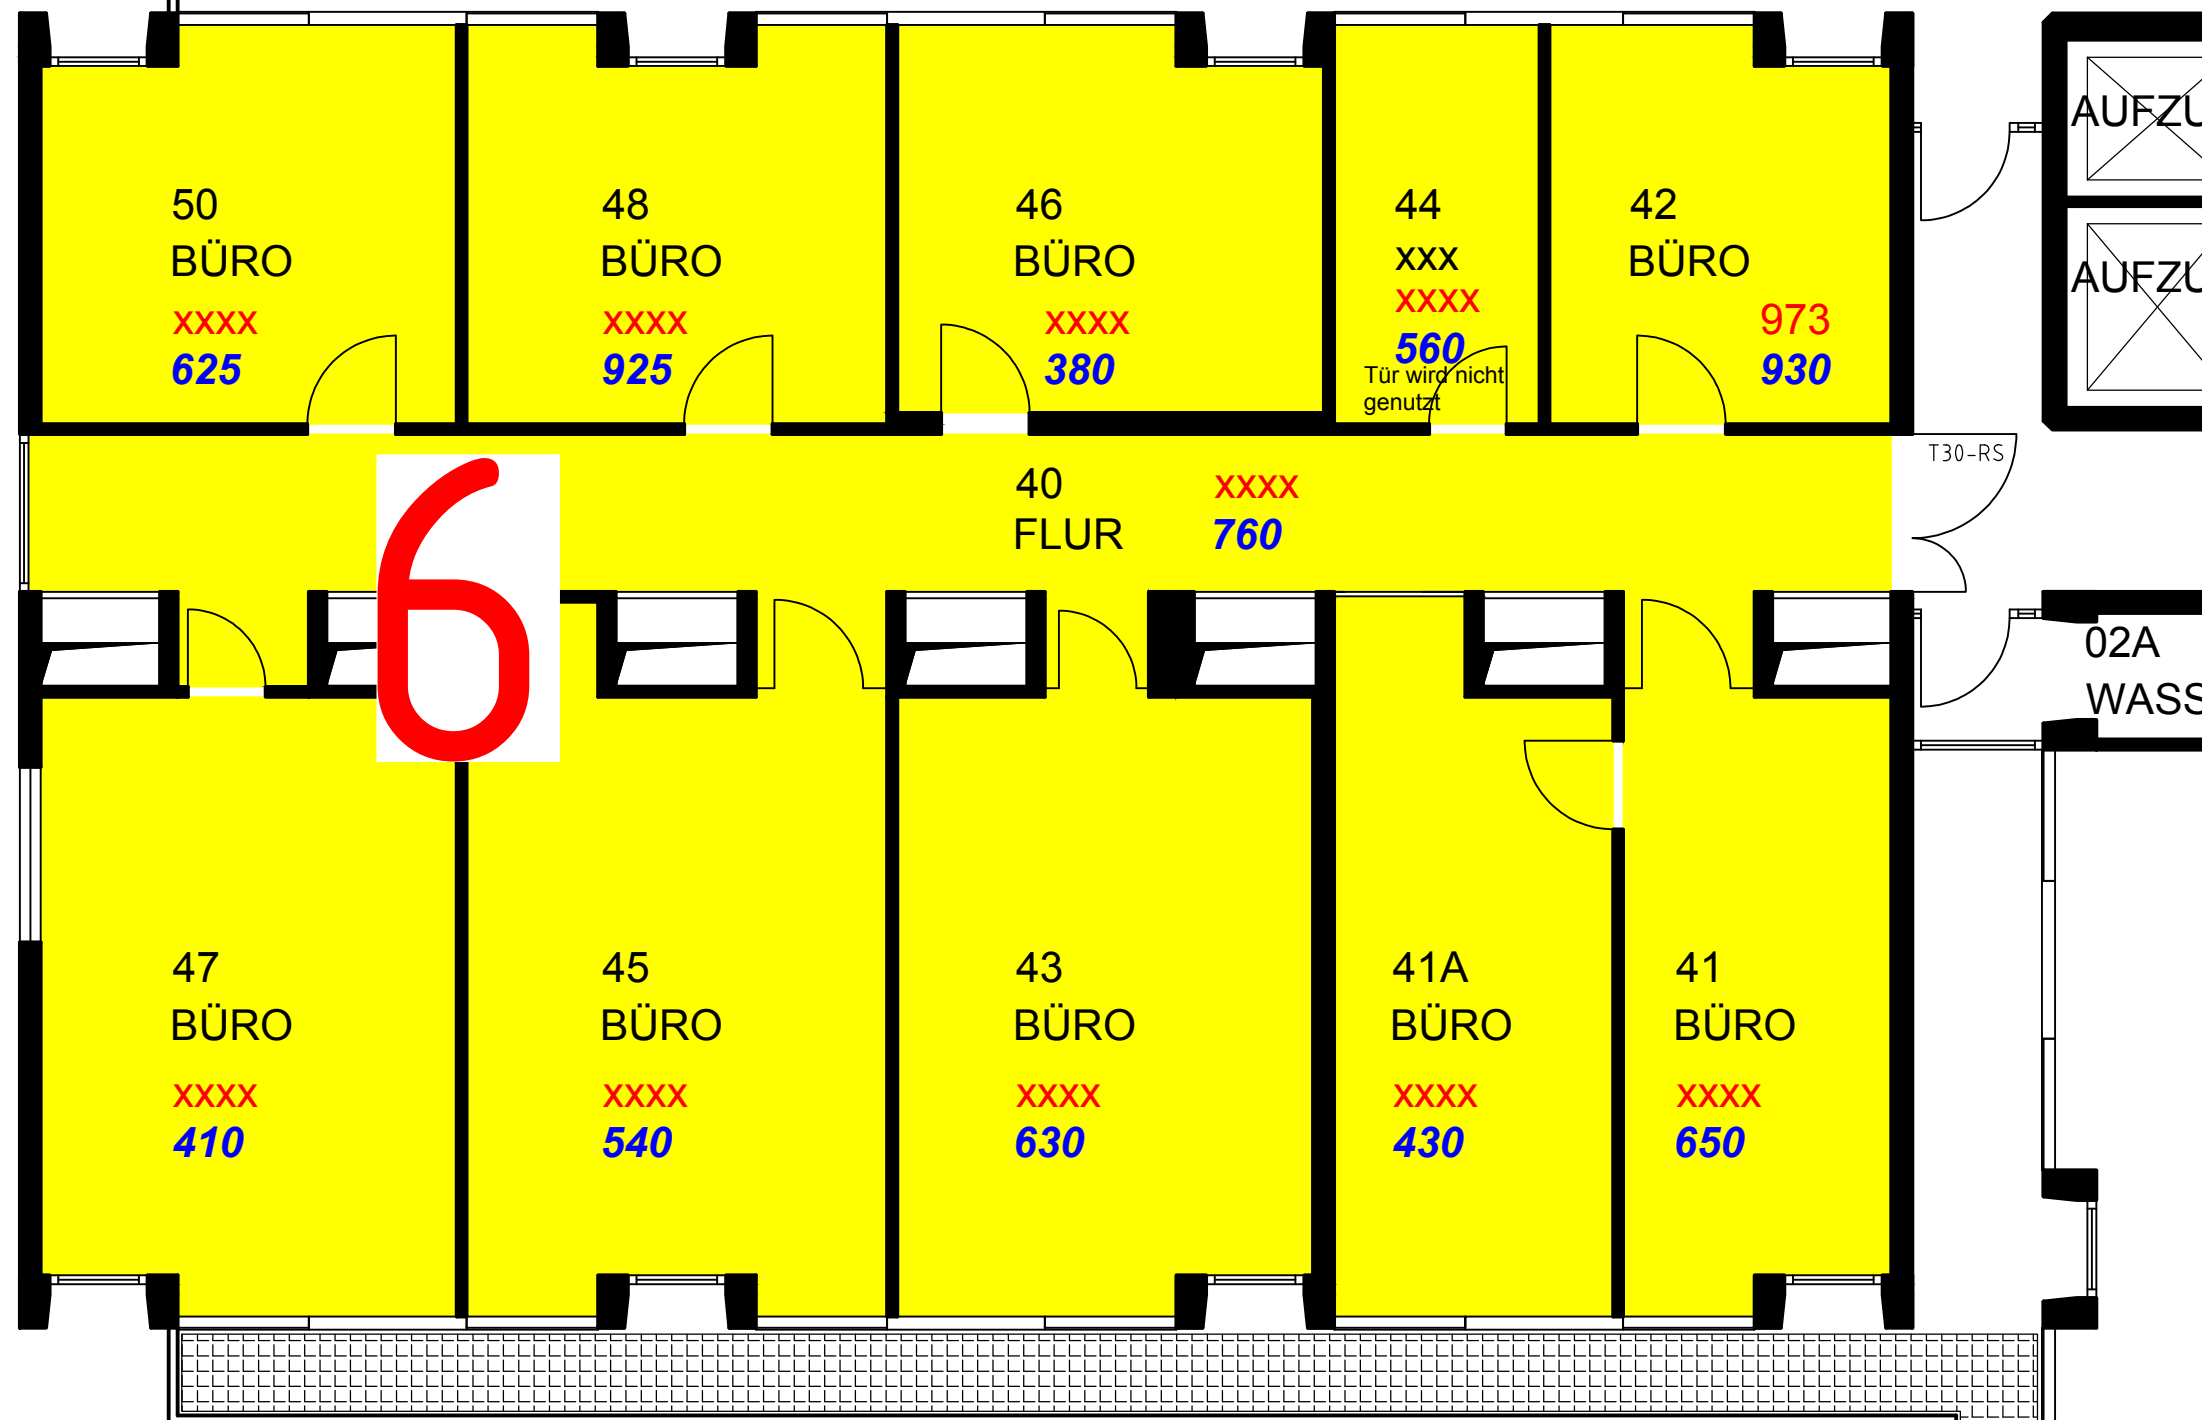 50
BÜRO
xxxx
625
48
BÜRO
xxxx
925
46
BÜRO
xxxx
380
44
xxx
xxxx
560
Tür wird nicht
genutzt
42
BÜRO
973
930
AUFZU
AUFZU
T30-RS
40
FLUR
xxxx
760
6
02A
WASS
47
BÜRO
xxxx
410
45
BÜRO
xxxx
540
43
BÜRO
xxxx
630
41A
BÜRO
xxxx
430
41
BÜRO
xxxx
650